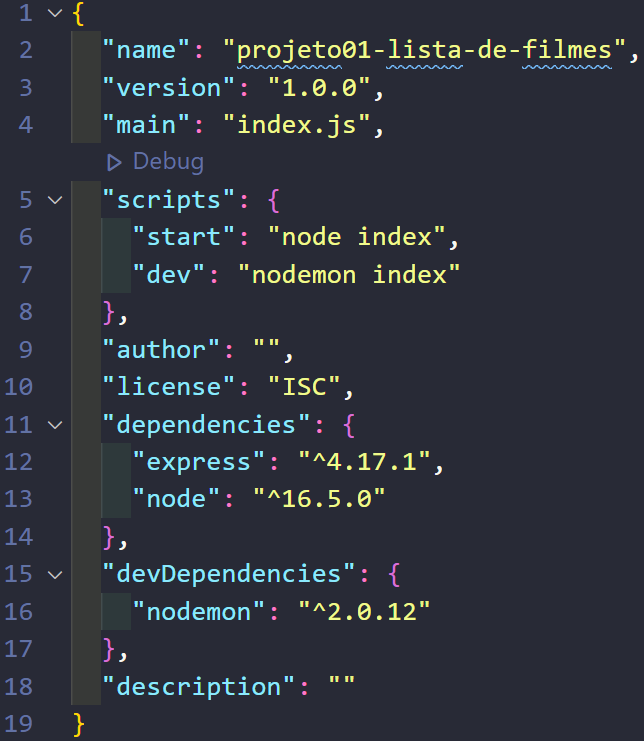 1 {
2 "name": "projeto01-lista-de-filmes",
3 "version": "1.0.0",
4 "main": "index.js",
Debug
5 "scripts": {
6 "start": "node index",
7 "dev": "nodemon index"
8 },
9 "author": "",
10 "license": "ISC",
11 "dependencies": {
12 "express": "^4.17.1",
13 "node": "^16.5.0"
14 },
15 "devDependencies": {
16 "nodemon": "^2.0.12"
17 },
18 "description": ""
19 }